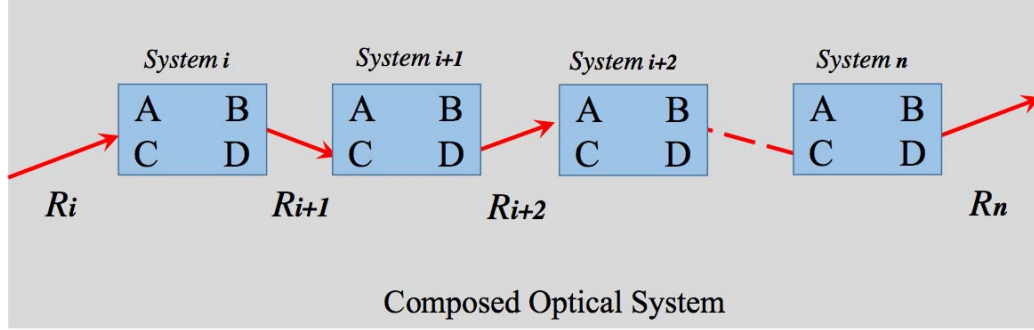 System i System i+1 System i+2 System n
A B A B A B A B
C D C D C D C D
Ri Ri+1 Ri+2 Rn
Composed Optical System